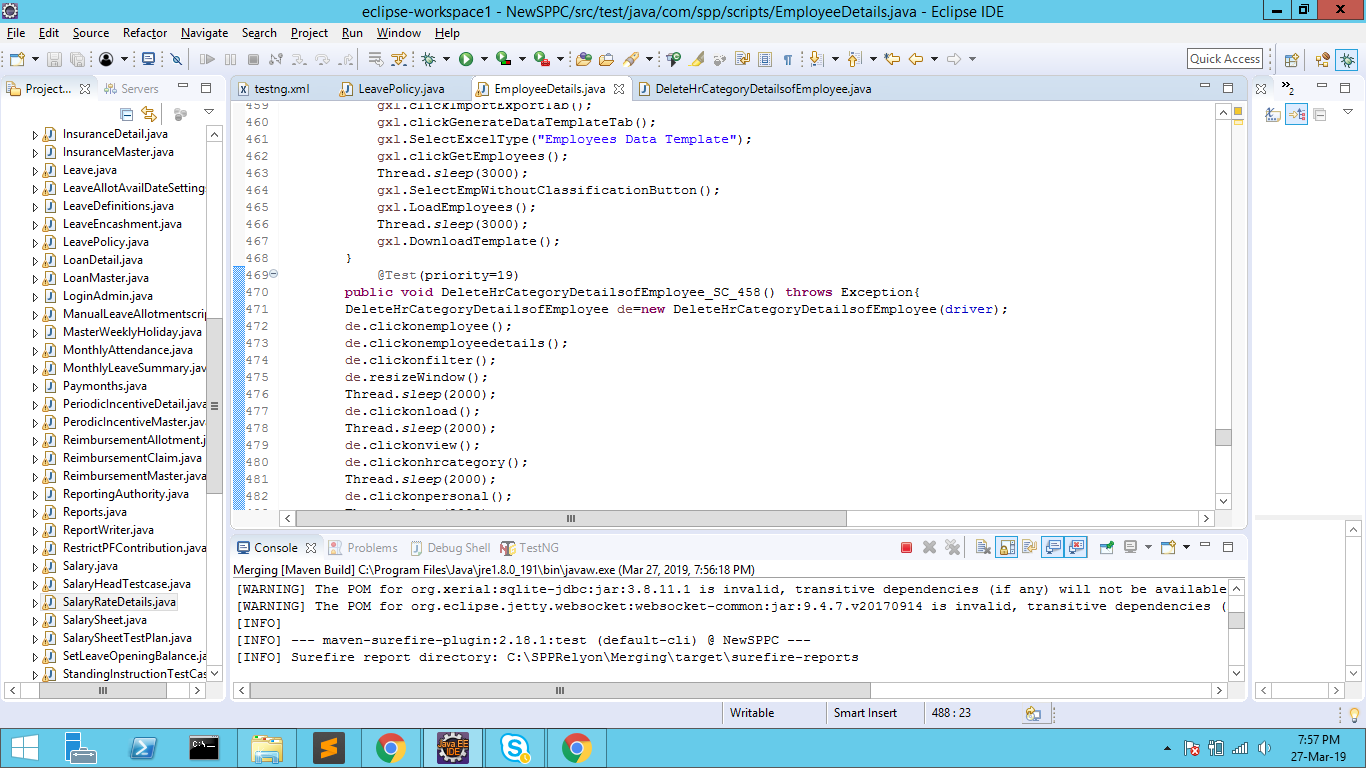 eclipse-workspace1 - NewSPPC/src/test/java/com/spp/scripts/EmployeeDetails.java - Eclipse IDE
File Edit Source Refactor Navigate Search Project Run Window Help
Quick Access
Project... Servers
InsuranceDetail.java
InsuranceMaster.java
Leave.java
LeaveAllotAvailDateSetting
LeaveDefinitions.java
LeaveEncashment.java
LeavePolicy.java
LoanDetail.java
LoanMaster.java
LoginAdmin.java
ManualLeaveAllotmentscrip
MasterWeeklyHoliday.java
MonthlyAttendance.java
MonthlyLeaveSummary.jav
Paymonths.java
PeriodicIncentiveDetail.java
PerodicIncentiveMaster.jav
ReimbursementAllotment.j
ReimbursementClaim.java
ReimbursementMaster.java
ReportingAuthority.java
Reports.java
ReportWriter.java
RestrictPFContribution.java
Salary.java
SalaryHeadTestcase.java
SalaryRateDetails.java
SalarySheet.java
SalarySheetTestPlan.java
SetLeaveOpeningBalance.ja
StandingInstructionTestCas
testng.xml LeavePolicy.java EmployeeDetails.java DeleteHrCategoryDetailsofEmployee.java
459 gxl.clickImportExportTab();
460 gxl.clickGenerateDataTemplateTab();
461 gxl.SelectExcelType("Employees Data Template");
462 gxl.clickGetEmployees();
463 Thread.sleep(3000);
464 gxl.SelectEmpWithoutClassificationButton();
465 gxl.LoadEmployees();
466 Thread.sleep(3000);
467 gxl.DownloadTemplate();
468 }
469 @Test(priority=19)
470 public void DeleteHrCategoryDetailsofEmployee_SC_458() throws Exception{
471 DeleteHrCategoryDetailsofEmployee de=new DeleteHrCategoryDetailsofEmployee(driver);
472 de.clickonemployee();
473 de.clickonemployeedetails();
474 de.clickonfilter();
475 de.resizeWindow();
476 Thread.sleep(2000);
477 de.clickonload();
478 Thread.sleep(2000);
479 de.clickonview();
480 de.clickonhrcategory();
481 Thread.sleep(2000);
482 de.clickonpersonal();
2
Console Problems Debug Shell TestNG
Merging [Maven Build] C:\Program Files\Java\jre1.8.0_191\bin\javaw.exe (Mar 27, 2019, 7:56:18 PM)
[WARNING] The POM for org.xerial:sqlite-jdbc:jar:3.8.11.1 is invalid, transitive dependencies (if any) will not be available
[WARNING] The POM for org.eclipse.jetty.websocket:websocket-common:jar:9.4.7.v20170914 is invalid, transitive dependencies (
[INFO]
[INFO] --- maven-surefire-plugin:2.18.1:test (default-cli) @ NewSPPC ---
[INFO] Surefire report directory: C:\SPPRelyon\Merging\target\surefire-reports
Writable Smart Insert 488 : 23
Java EE
IDE
7:57 PM
27-Mar-19